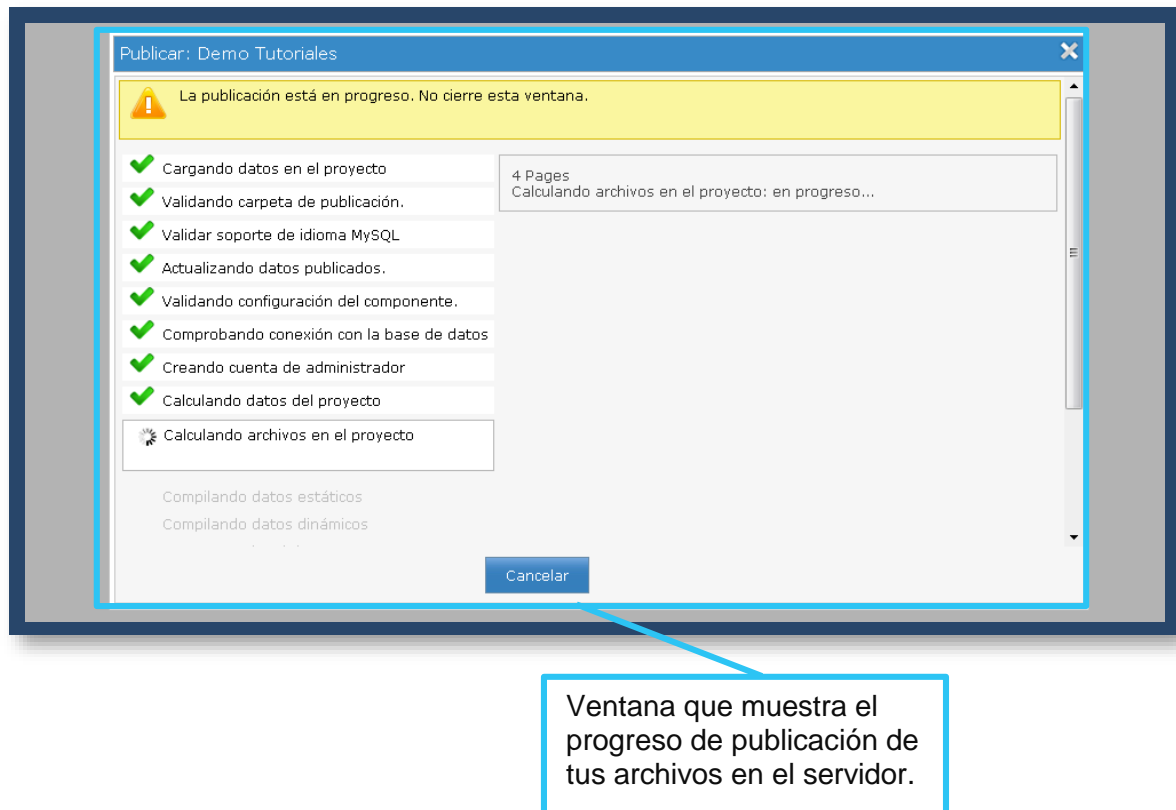 Publicar: Demo Tutoriales
La publicación está en progreso. No cierre esta ventana.
Cargando datos en el proyecto
Validando carpeta de publicación.
Validar soporte de idioma MySQL
Actualizando datos publicados.
Validando configuración del componente.
Comprobando conexión con la base de datos
Creando cuenta de administrador
Calculando datos del proyecto
Calculando archivos en el proyecto
Compilando datos estáticos
Compilando datos dinámicos
4 Pages
Calculando archivos en el proyecto: en progreso...
Cancelar
Ventana que muestra el
progreso de publicación de
tus archivos en el servidor.